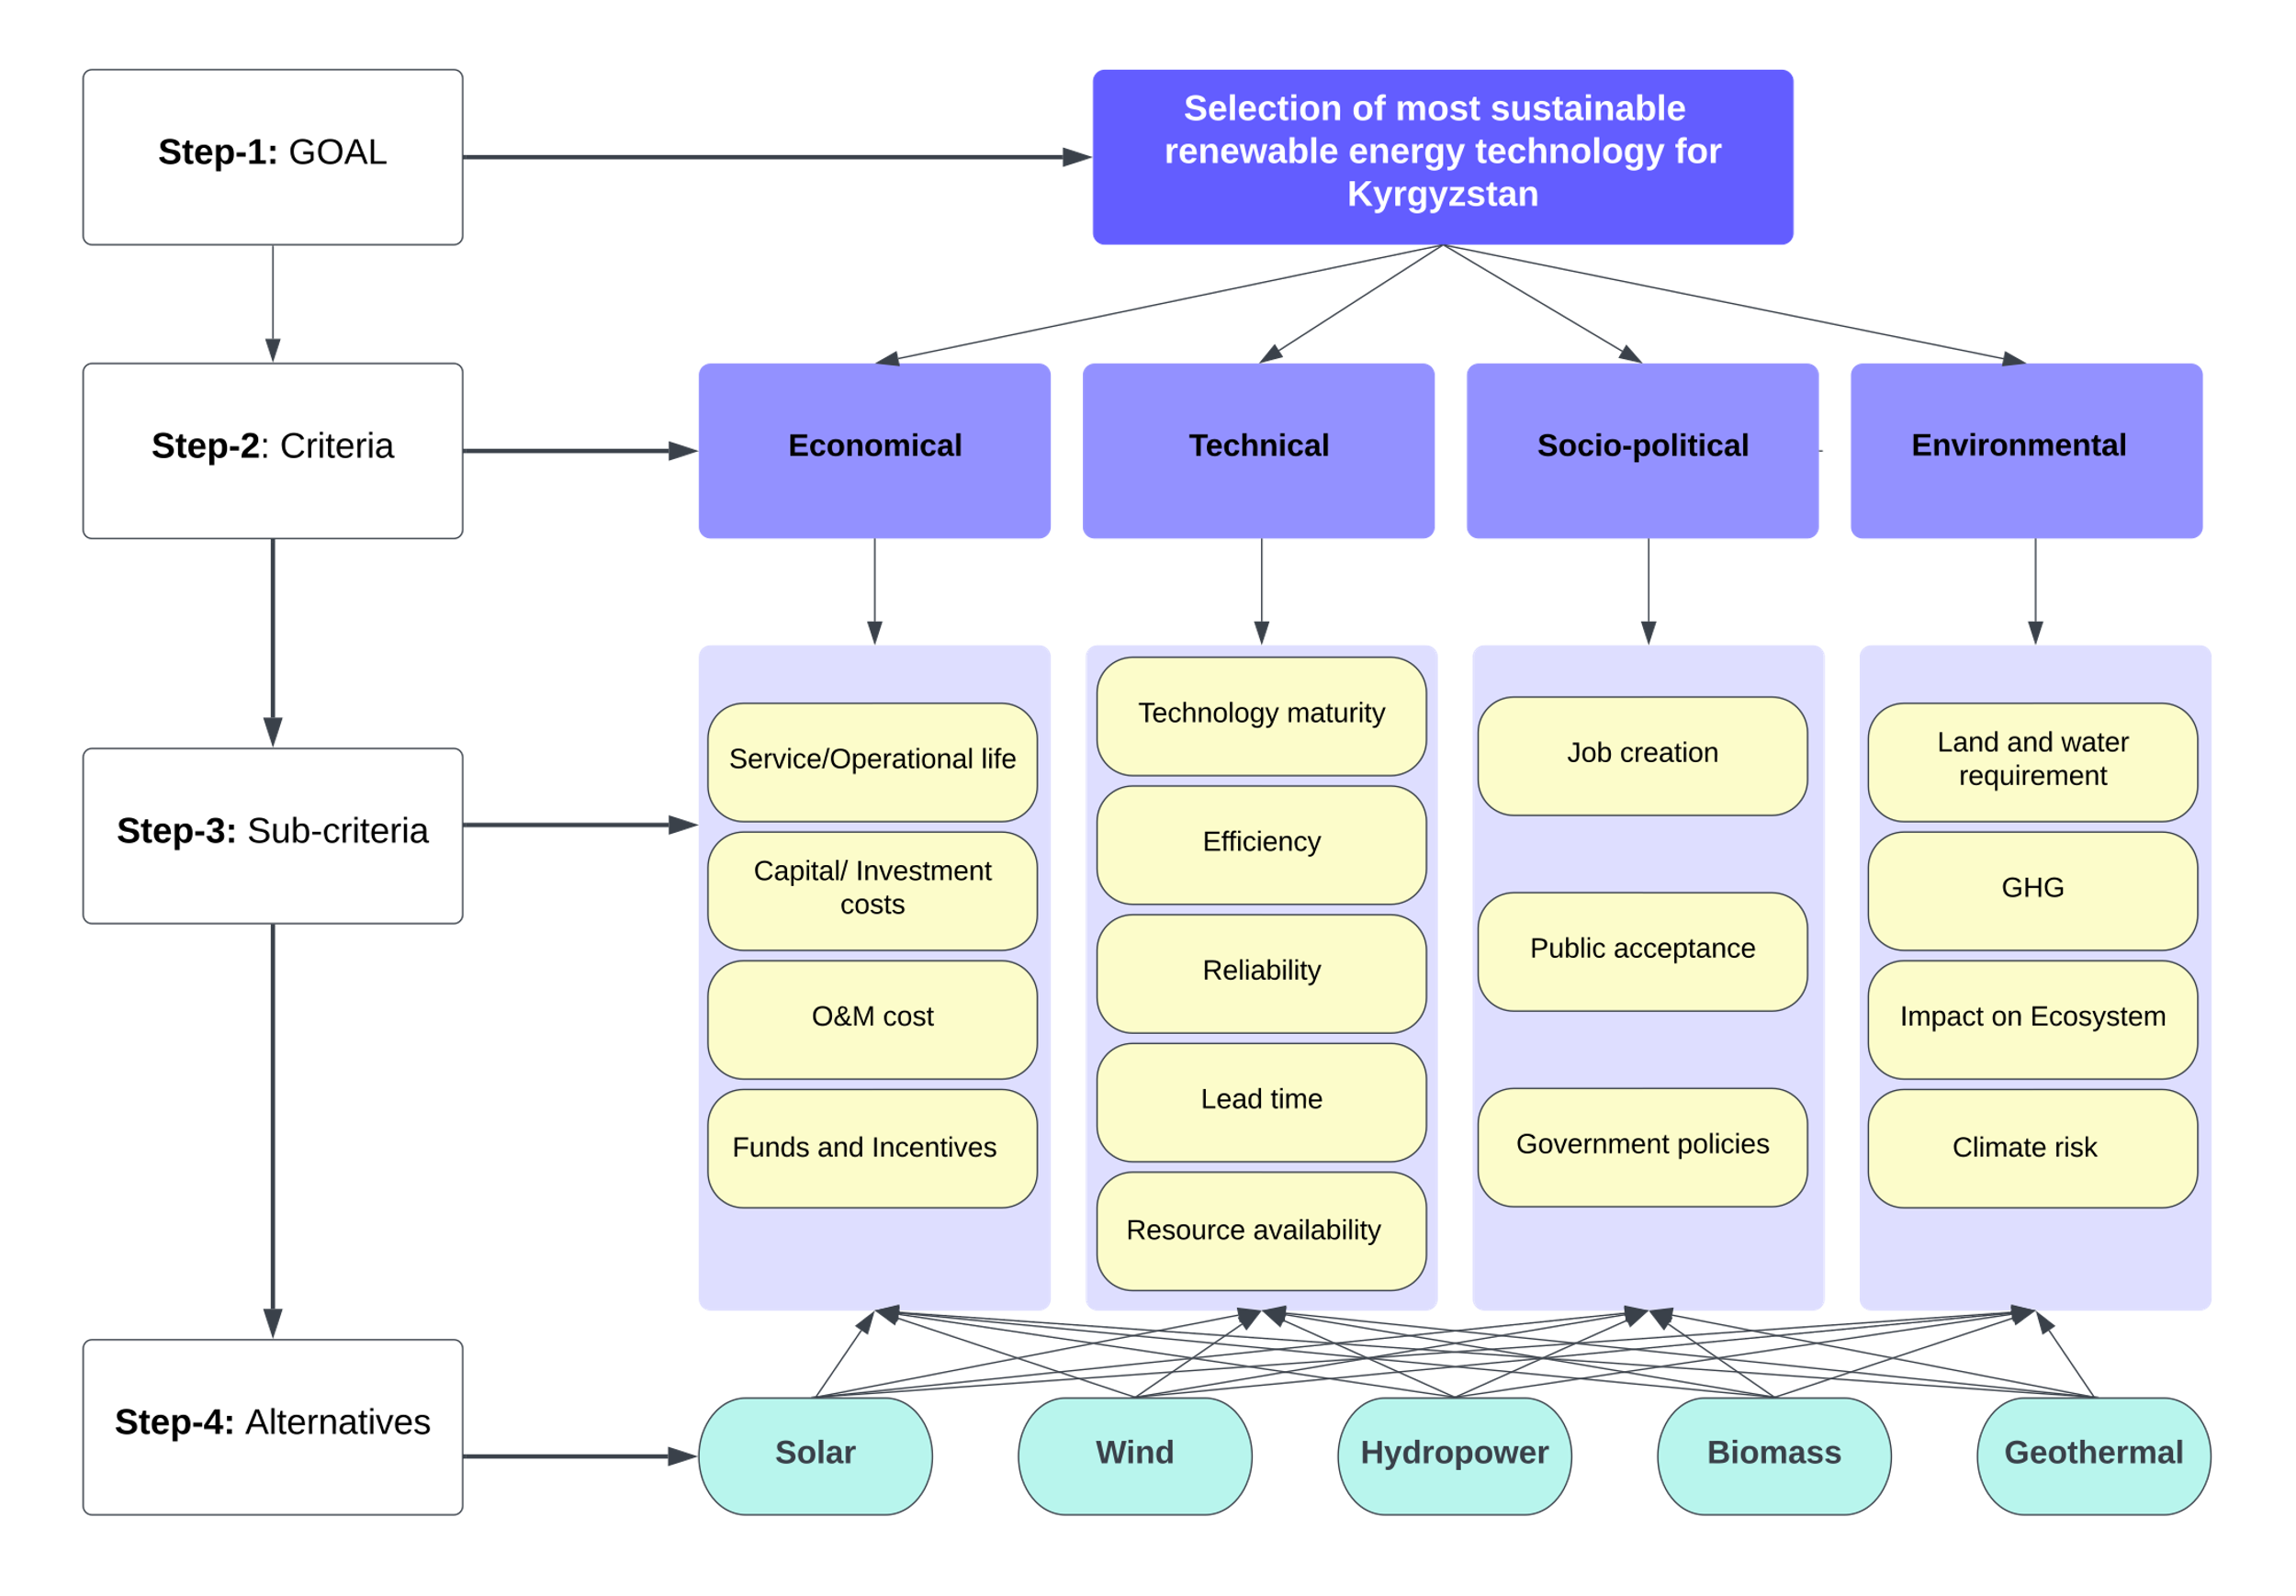 Step-1: GOAL
Selection of most sustainable
renewable energy technology for
Kyrgyzstan
Step-2: Criteria
Economical
Technical
Socio-political
Environmental
Step-3: Sub-criteria
Service/Operational life
Capital/ Investment
costs
O&M cost
Funds and Incentives
Technology maturity
Efficiency
Reliability
Lead time
Resource availability
Job creation
Public acceptance
Government policies
Land and water
requirement
GHG
Impact on Ecosystem
Climate risk
Step-4: Alternatives
Solar
Wind
Hydropower
Biomass
Geothermal